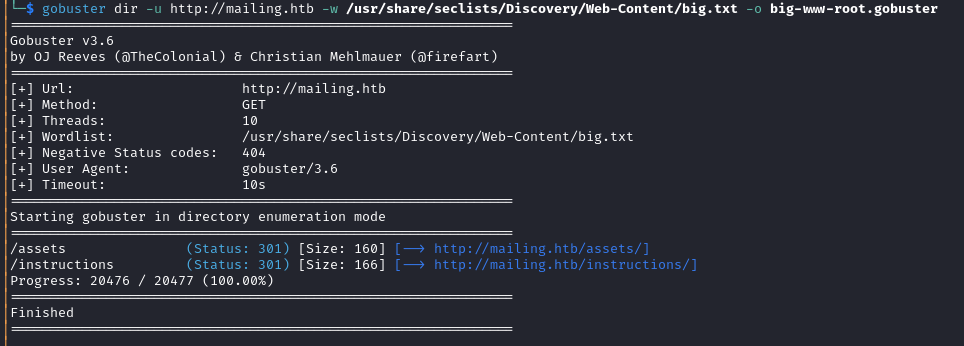 └─$ gobuster dir -u http://mailing.htb -w /usr/share/seclists/Discovery/Web-Content/big.txt -o big-www-root.gobuster
===============================================================
Gobuster v3.6
by OJ Reeves (@TheColonial) & Christian Mehlmauer (@firefart)
===============================================================
[+] Url:                     http://mailing.htb
[+] Method:                  GET
[+] Threads:                 10
[+] Wordlist:                /usr/share/seclists/Discovery/Web-Content/big.txt
[+] Negative Status codes:   404
[+] User Agent:              gobuster/3.6
[+] Timeout:                 10s
===============================================================
Starting gobuster in directory enumeration mode
===============================================================
/assets               (Status: 301) [Size: 160] [--> http://mailing.htb/assets/]
/instructions         (Status: 301) [Size: 166] [--> http://mailing.htb/instructions/]
Progress: 20476 / 20477 (100.00%)
===============================================================
Finished
===============================================================